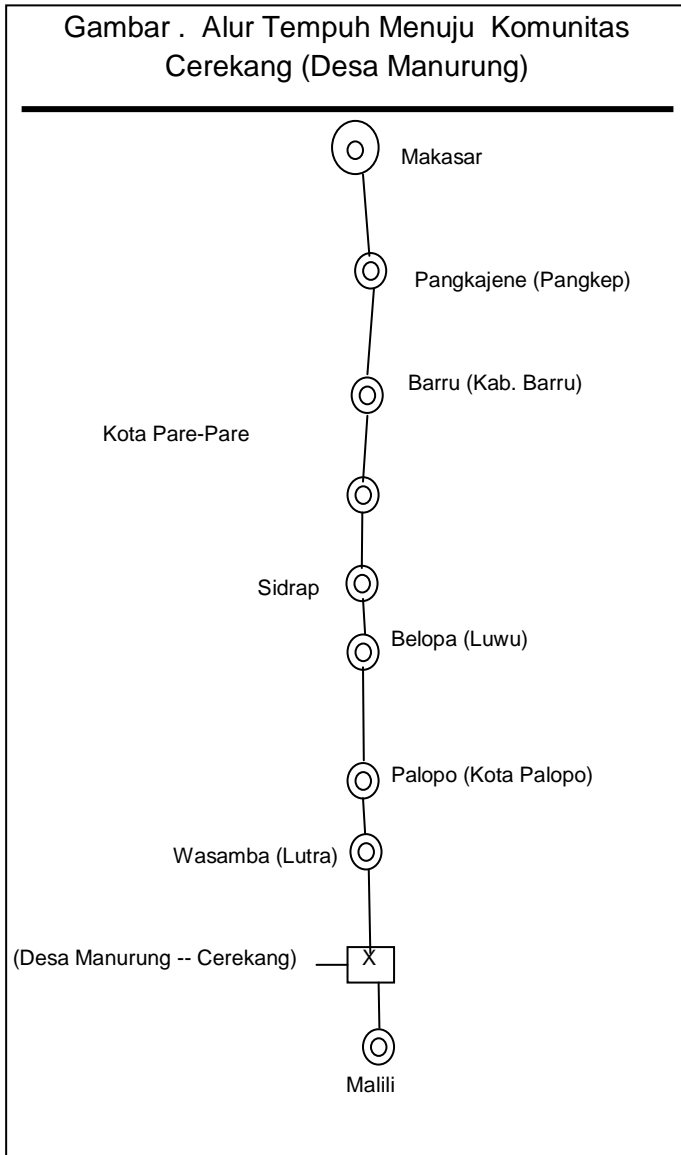 Gambar . Alur Tempuh Menuju Komunitas
Cerekang (Desa Manurung)
Makasar
Pangkajene (Pangkep)
Barru (Kab. Barru)
Kota Pare-Pare
Sidrap
Belopa (Luwu)
Palopo (Kota Palopo)
Wasamba (Lutra)
(Desa Manurung -- Cerekang)
X
Malili